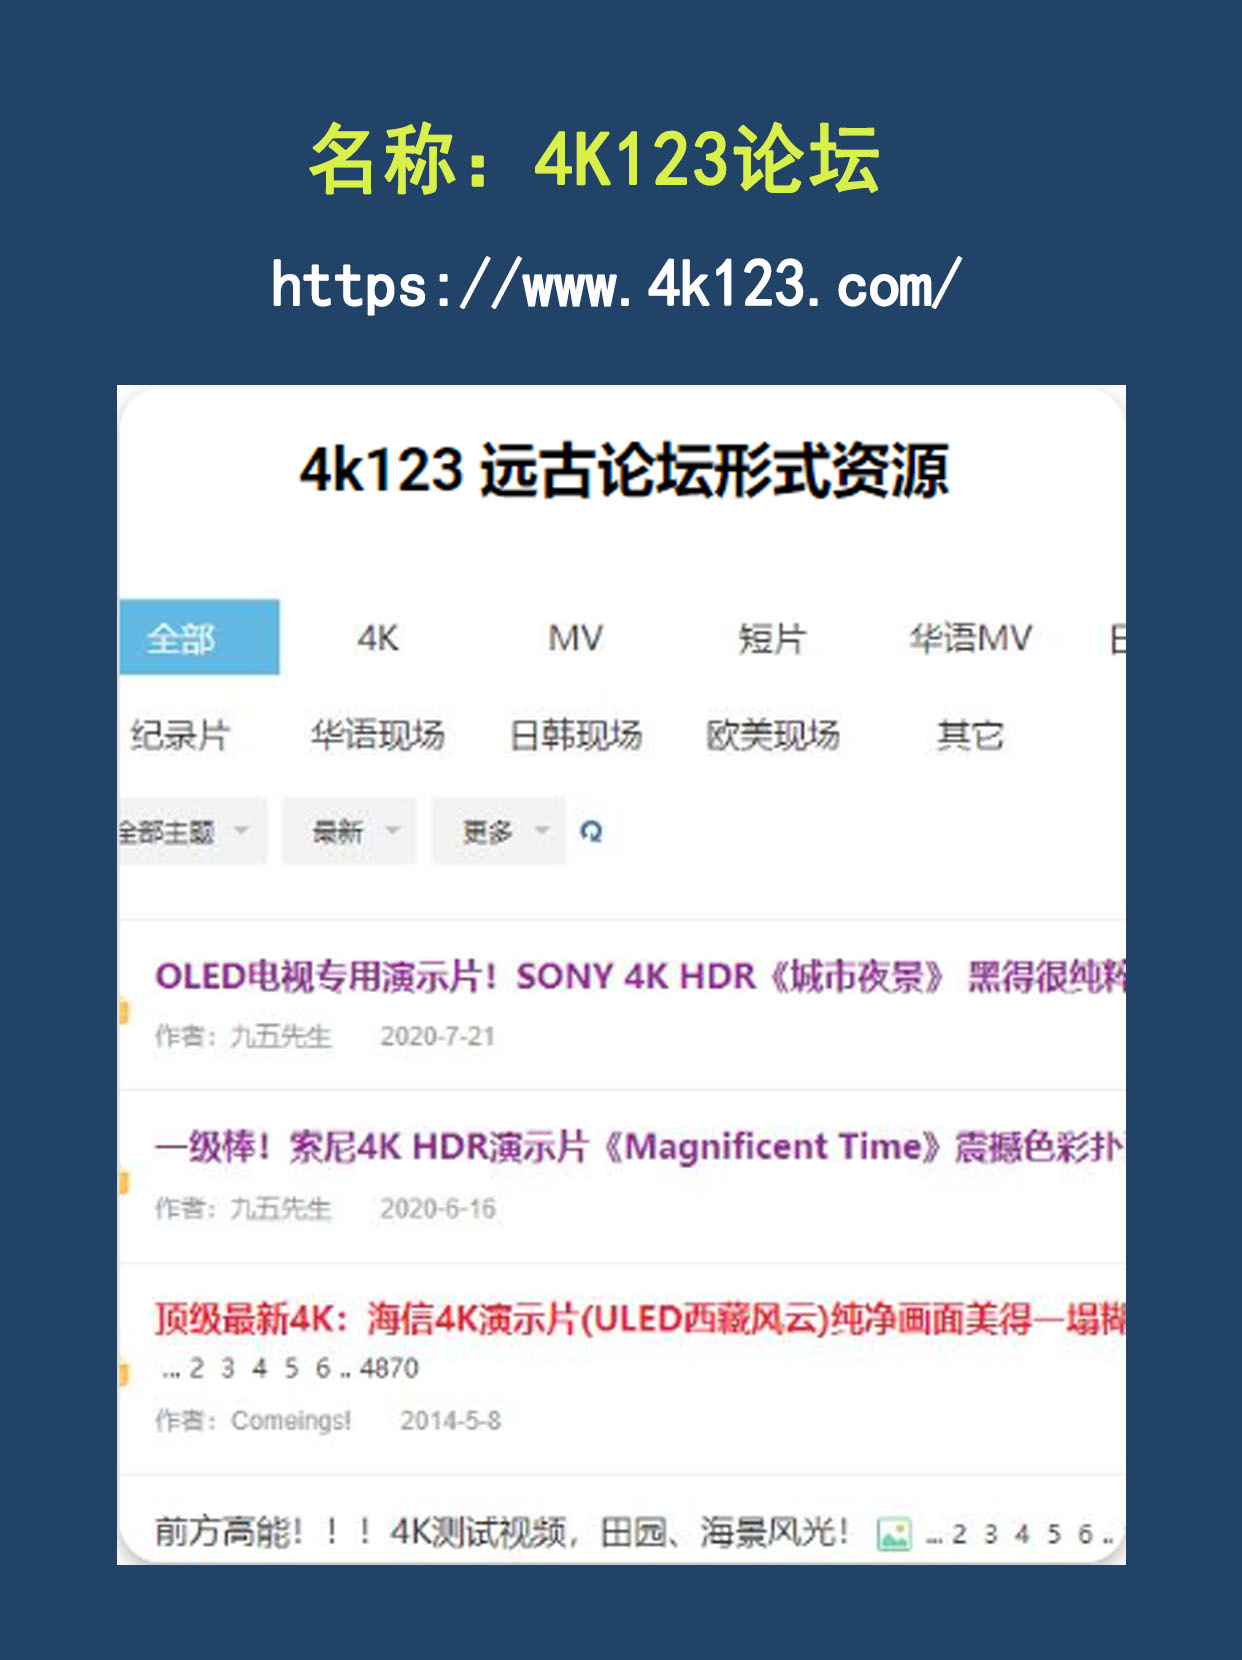 名称：4K123论坛
https://www.4k123.com/
4k123 远古论坛形式资源
全部 4K MV 短片 华语MV
纪录片 华语现场 日韩现场 欧美现场 其它
全部主题 最新 更多
OLED电视专用演示片！SONY 4K HDR《城市夜景》 黑得很纯粹
作者：九五先生 2020-7-21
一级棒！索尼4K HDR演示片《Magnificent Time》震撼色彩扑
作者：九五先生 2020-6-16
顶级最新4K：海信4K演示片(ULED西藏风云)纯净画面美得一塌糊
... 2 3 4 5 6 .. 4870
作者：Comeings! 2014-5-8
前方高能！！！4K测试视频，田园、海景风光！ ... 2 3 4 5 6 ..